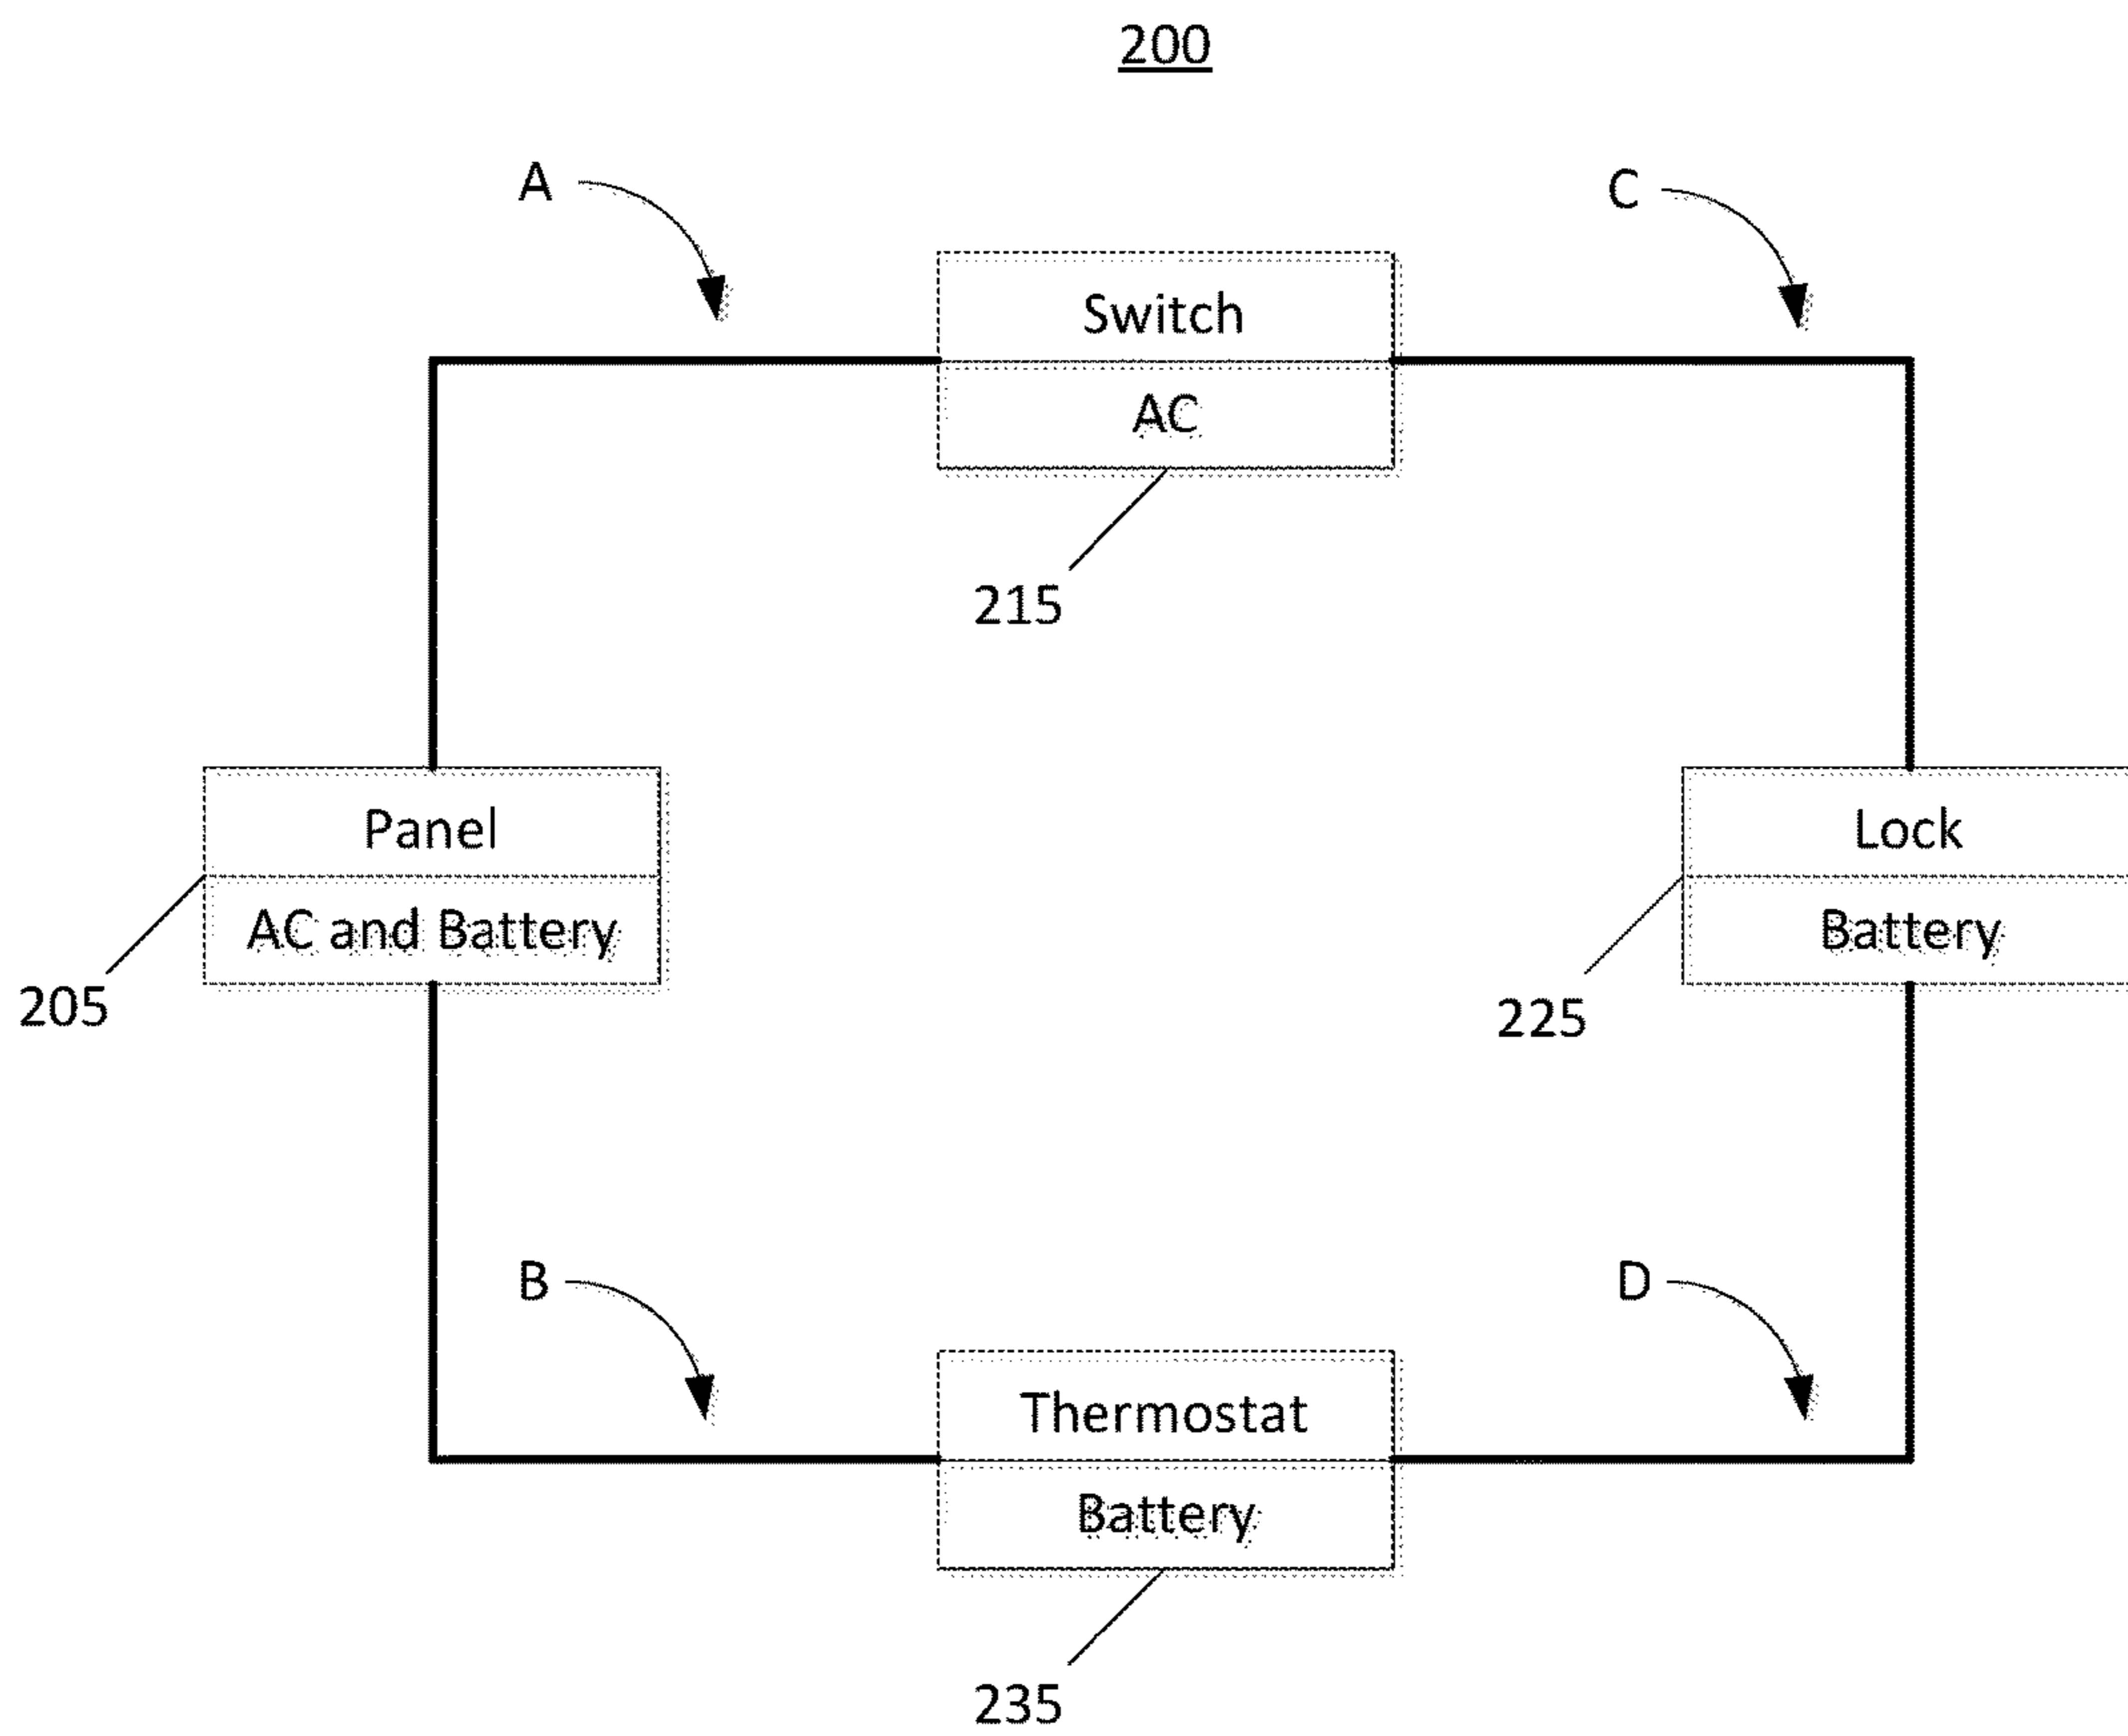 200
A
C
Switch
AC
215
Panel
AC and Battery
205
Lock
Battery
225
B
D
Thermostat
Battery
235